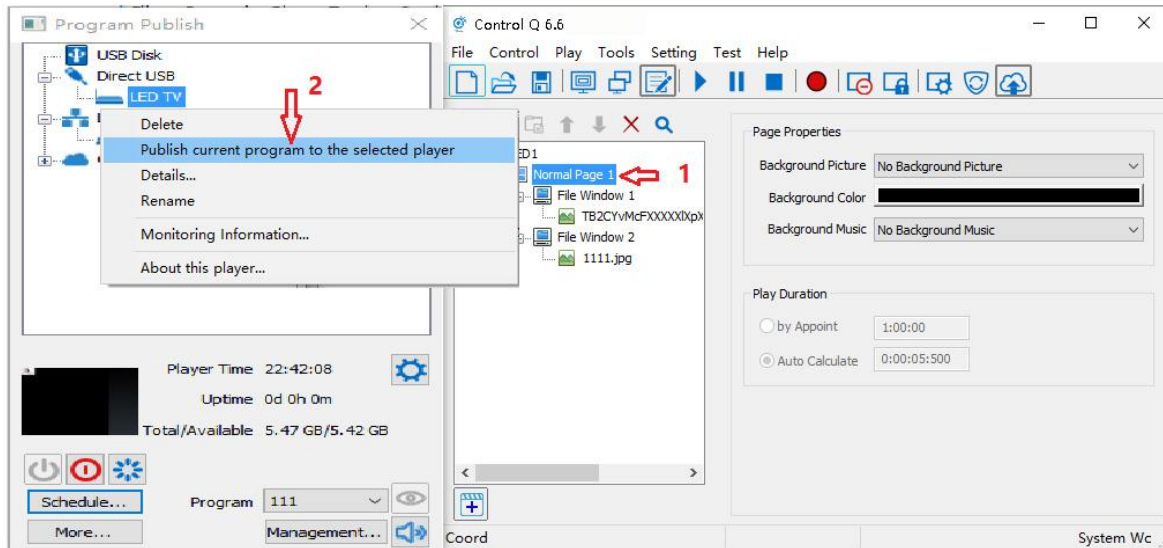 Program Publish
USB Disk
Direct USB
LED TV
2
Delete
Publish current program to the selected player
Details...
Rename
Monitoring Information...
About this player...
Player Time 22:42:08
Uptime 0d 0h 0m
Total/Available 5.47 GB/5.42 GB
Schedule...
Program 111
More...
Management...
Control Q 6.6
File Control Play Tools Setting Test Help
ED1
Normal Page 1
1
File Window 1
TB2CYvMcFXXXXXlXpX
File Window 2
1111.jpg
Page Properties
Background Picture No Background Picture
Background Color
Background Music No Background Music
Play Duration
by Appoint 1:00:00
Auto Calculate 0:00:05:500
Coord
System Wc